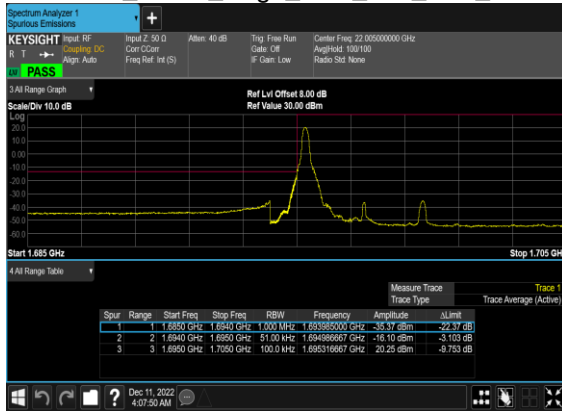 Spectrum Analyzer 1
Spurious Emissions
KEYSIGHT
R T
Input: RF
Coupling: DC
Align: Auto
Input Z: 50 Ω
Corr CCorr
Freq Ref: Int (S)
Atten: 40 dB
Trig: Free Run
Gate: Off
IF Gain: Low
Center Freq: 22.005000000 GHz
Avg|Hold: 100/100
Radio Std: None
PASS
3 All Range Graph
Scale/Div 10.0 dB
Ref Lvl Offset 8.00 dB
Ref Value 30.00 dBm
Log
20.0
10.0
0.00
-10.0
-20.0
-30.0
-40.0
-50.0
-60.0
Start 1.685 GHz
Stop 1.705 GH
4 All Range Table
Measure Trace Trace 1
Trace Type Trace Average (Active)
Spur Range Start Freq Stop Freq RBW Frequency Amplitude ΔLimit
1 1 1.6850 GHz 1.6940 GHz 1.000 MHz 1.693985000 GHz -35.37 dBm -22.37 dB
2 2 1.6940 GHz 1.6950 GHz 51.00 kHz 1.694986667 GHz -16.10 dBm -3.103 dB
3 3 1.6950 GHz 1.7050 GHz 100.0 kHz 1.695316667 GHz 20.25 dBm -9.753 dB
Dec 11, 2022
4:07:50 AM